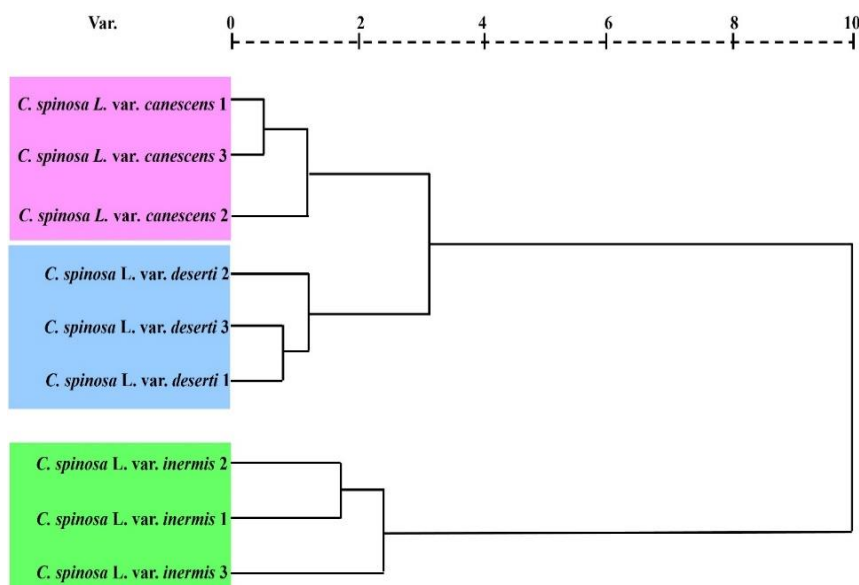 Var. 0 2 4 6 8 10
C. spinosa L. var. canescens 1
C. spinosa L. var. canescens 3
C. spinosa L. var. canescens 2
C. spinosa L. var. deserti 2
C. spinosa L. var. deserti 3
C. spinosa L. var. deserti 1
C. spinosa L. var. inermis 2
C. spinosa L. var. inermis 1
C. spinosa L. var. inermis 3